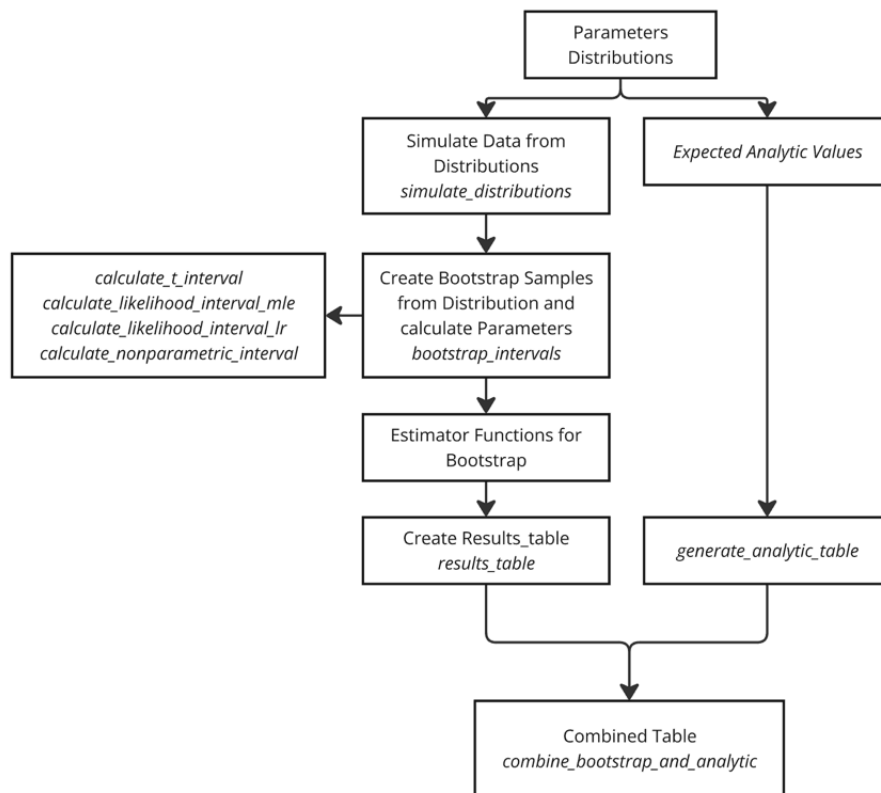 Parameters
Distributions
Simulate Data from
Distributions
simulate_distributions
Expected Analytic Values
calculate_t_interval
calculate_likelihood_interval_mle
calculate_likelihood_interval_lr
calculate_nonparametric_interval
Create Bootstrap Samples
from Distribution and
calculate Parameters
bootstrap_intervals
Estimator Functions for
Bootstrap
Create Results_table
results_table
generate_analytic_table
Combined Table
combine_bootstrap_and_analytic